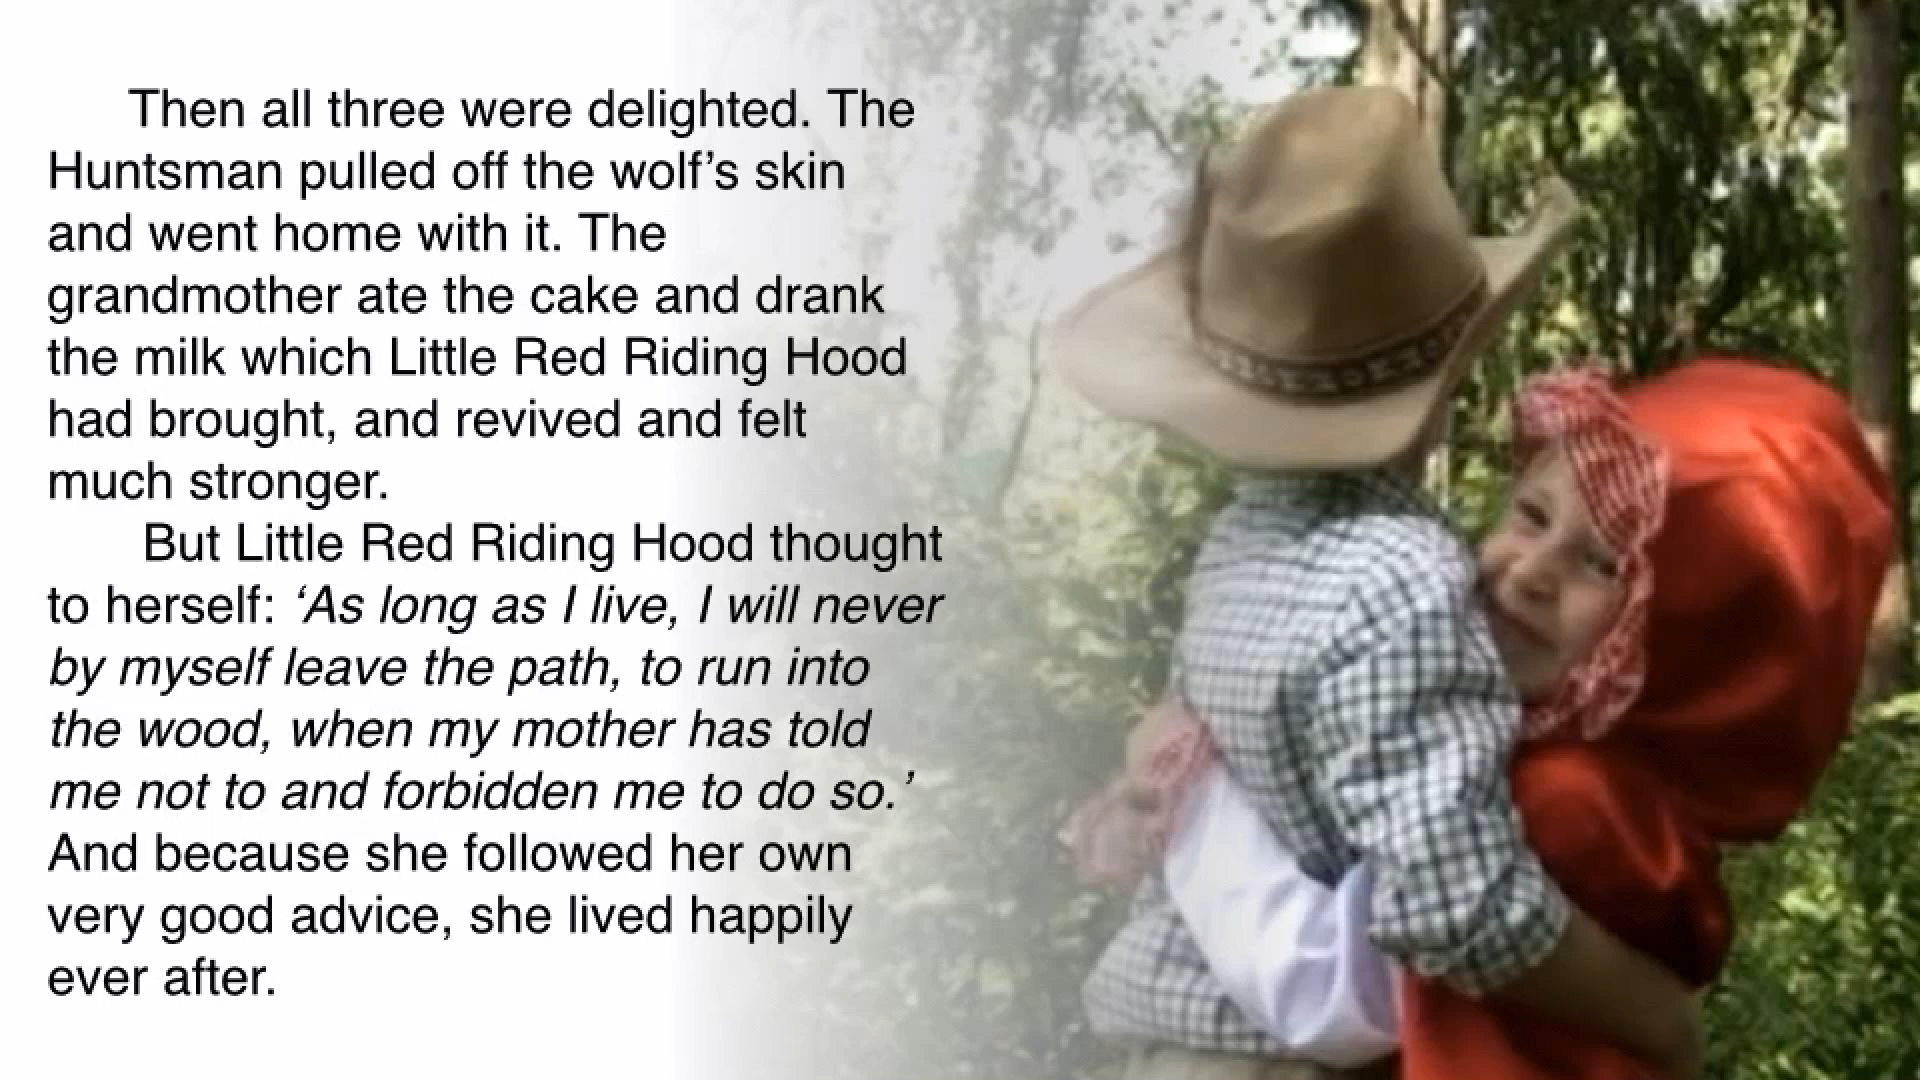 Then all three were delighted. The
Huntsman pulled off the wolf’s skin
and went home with it. The
grandmother ate the cake and drank
the milk which Little Red Riding Hood
had brought, and revived and felt
much stronger.
But Little Red Riding Hood thought
to herself: ‘As long as I live, I will never
by myself leave the path, to run into
the wood, when my mother has told
me not to and forbidden me to do so.’
And because she followed her own
very good advice, she lived happily
ever after.